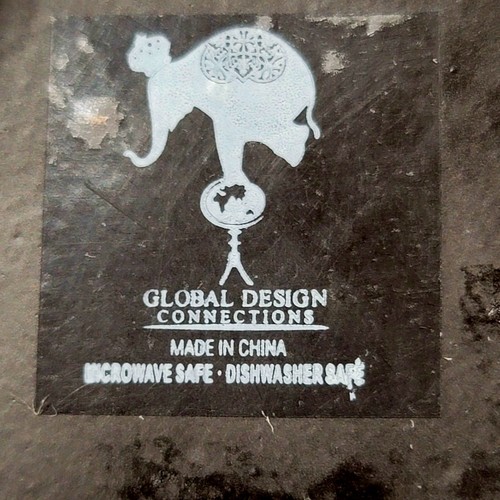 GLOBAL DESIGN
CONNECTIONS
MADE IN CHINA
MICROWAVE SAFE · DISHWASHER SAFE